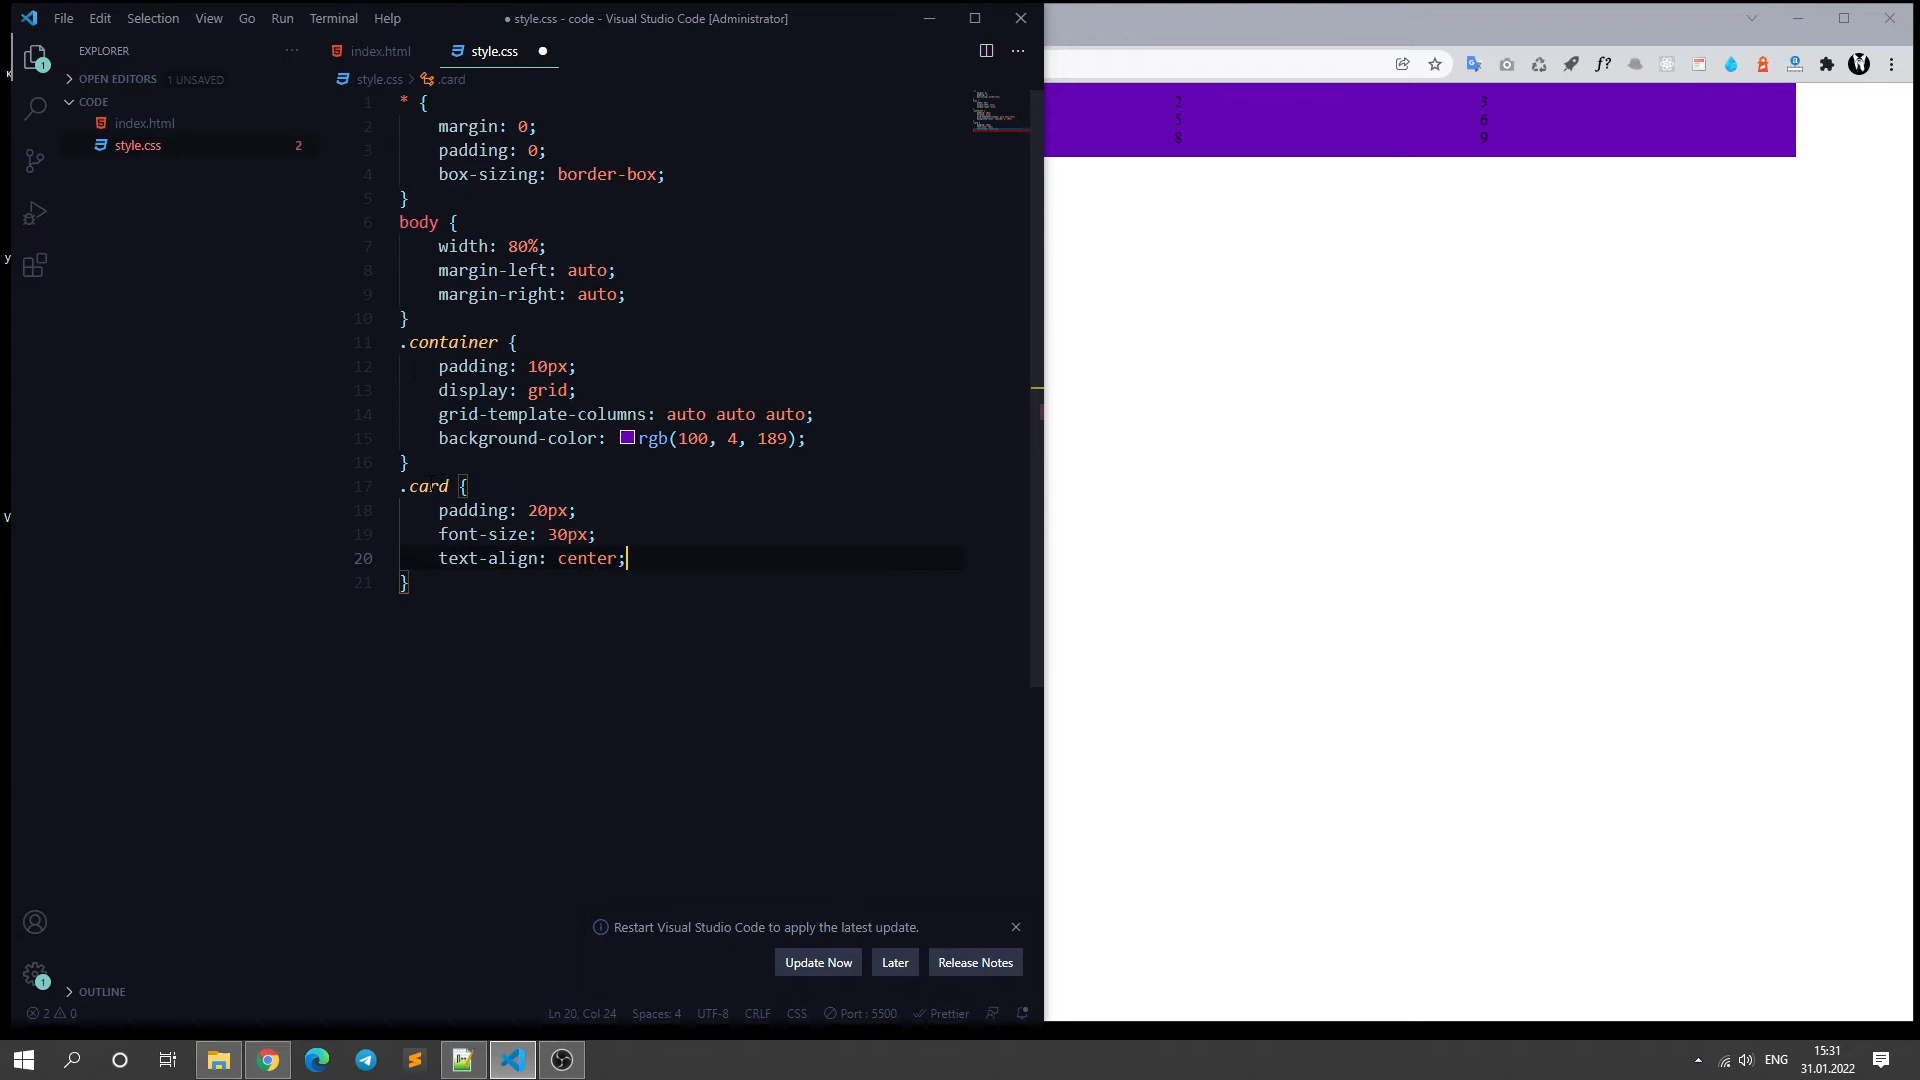 File Edit Selection View Go Run Terminal Help
● style.css - code - Visual Studio Code [Administrator]
EXPLORER
index.html
style.css
OPEN EDITORS 1 UNSAVED
style.css > .card
CODE
index.html
style.css 2
1 * {
2 margin: 0;
3 padding: 0;
4 box-sizing: border-box;
5 }
6 body {
7 width: 80%;
8 margin-left: auto;
9 margin-right: auto;
10 }
11 .container {
12 padding: 10px;
13 display: grid;
14 grid-template-columns: auto auto auto;
15 background-color: rgb(100, 4, 189);
16 }
17 .card {
18 padding: 20px;
19 font-size: 30px;
20 text-align: center;
21 }
2 3
5 6
8 9
Restart Visual Studio Code to apply the latest update.
Update Now Later Release Notes
OUTLINE
2 0
Ln 20, Col 24 Spaces: 4 UTF-8 CRLF CSS Port : 5500 Prettier
1
1
f?
y
V
ENG
15:31
31.01.2022